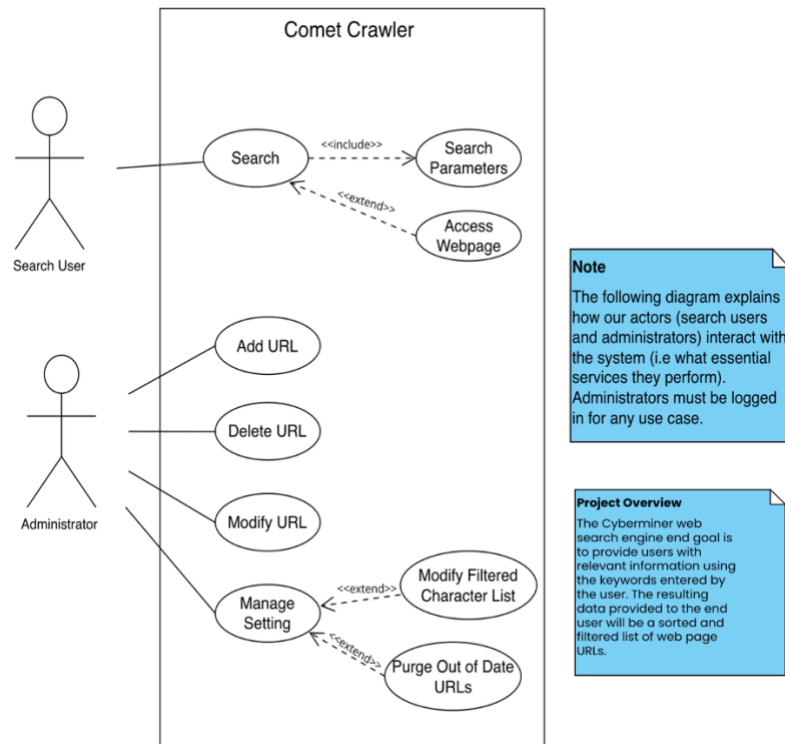 Comet Crawler
Search User
Search
<<include>>
Search
Parameters
<<extend>>
Access
Webpage
Administrator
Add URL
Delete URL
Modify URL
Manage
Setting
<<extend>>
Modify Filtered
Character List
<<extend>>
Purge Out of Date
URLs
Note
The following diagram explains
how our actors (search users
and administrators) interact with
the system (i.e what essential
services they perform).
Administrators must be logged
in for any use case.
Project Overview
The Cyberminer web
search engine end goal is
to provide users with
relevant information using
the keywords entered by
the user. The resulting
data provided to the end
user will be a sorted and
filtered list of web page
URLs.